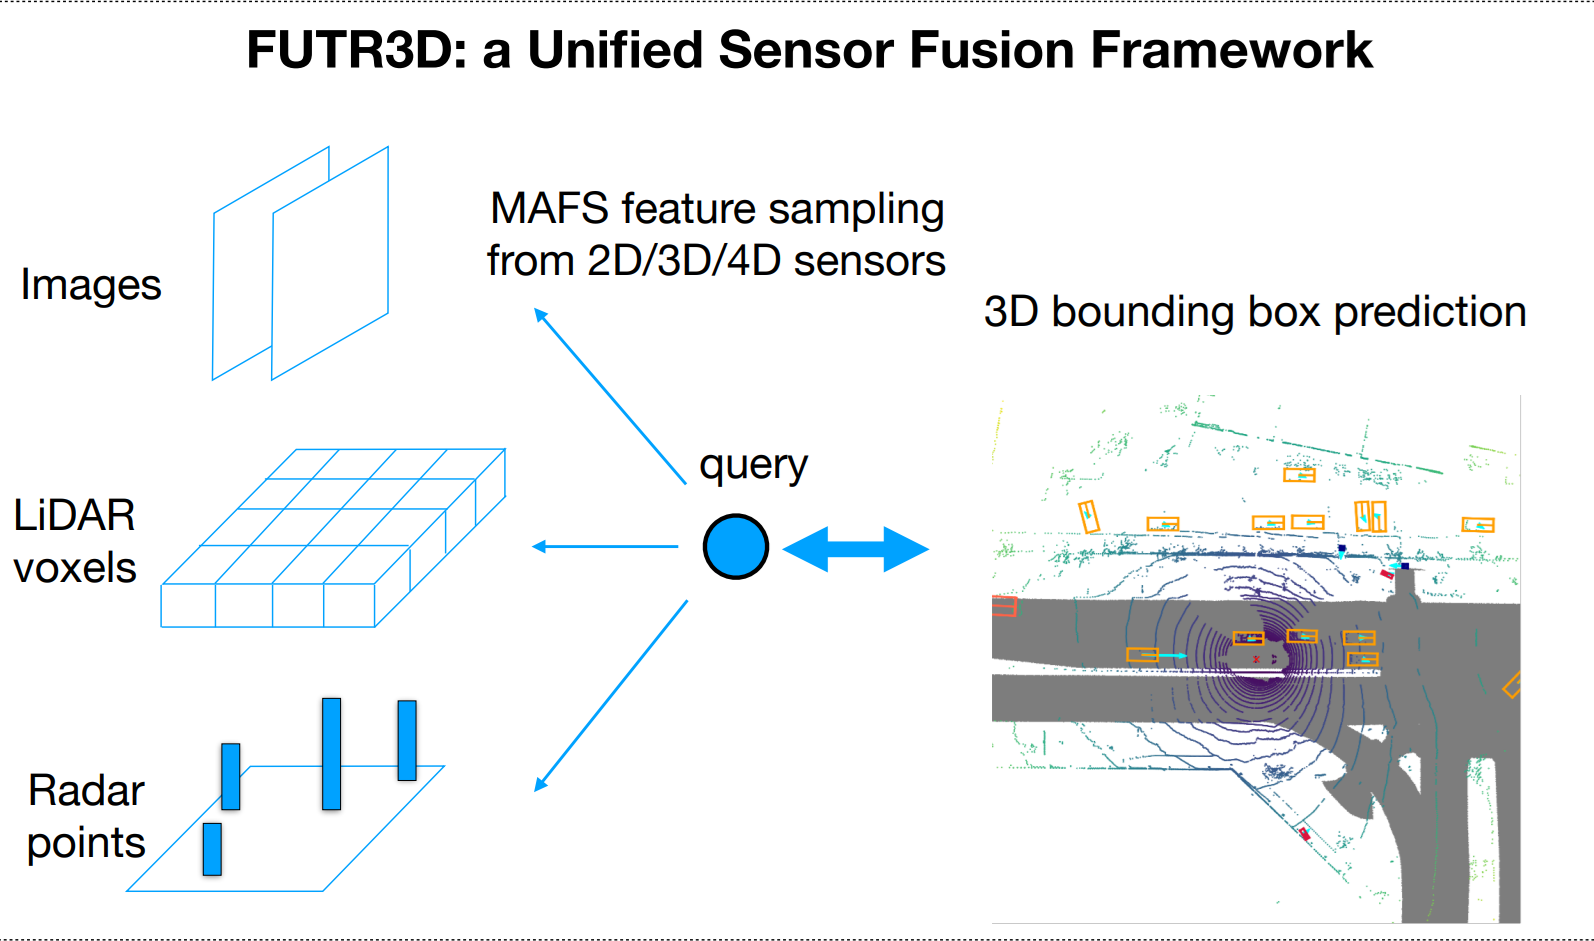 FUTR3D: a Unified Sensor Fusion Framework
MAFS feature sampling
from 2D/3D/4D sensors
Images
3D bounding box prediction
query
LiDAR
voxels
Radar
points